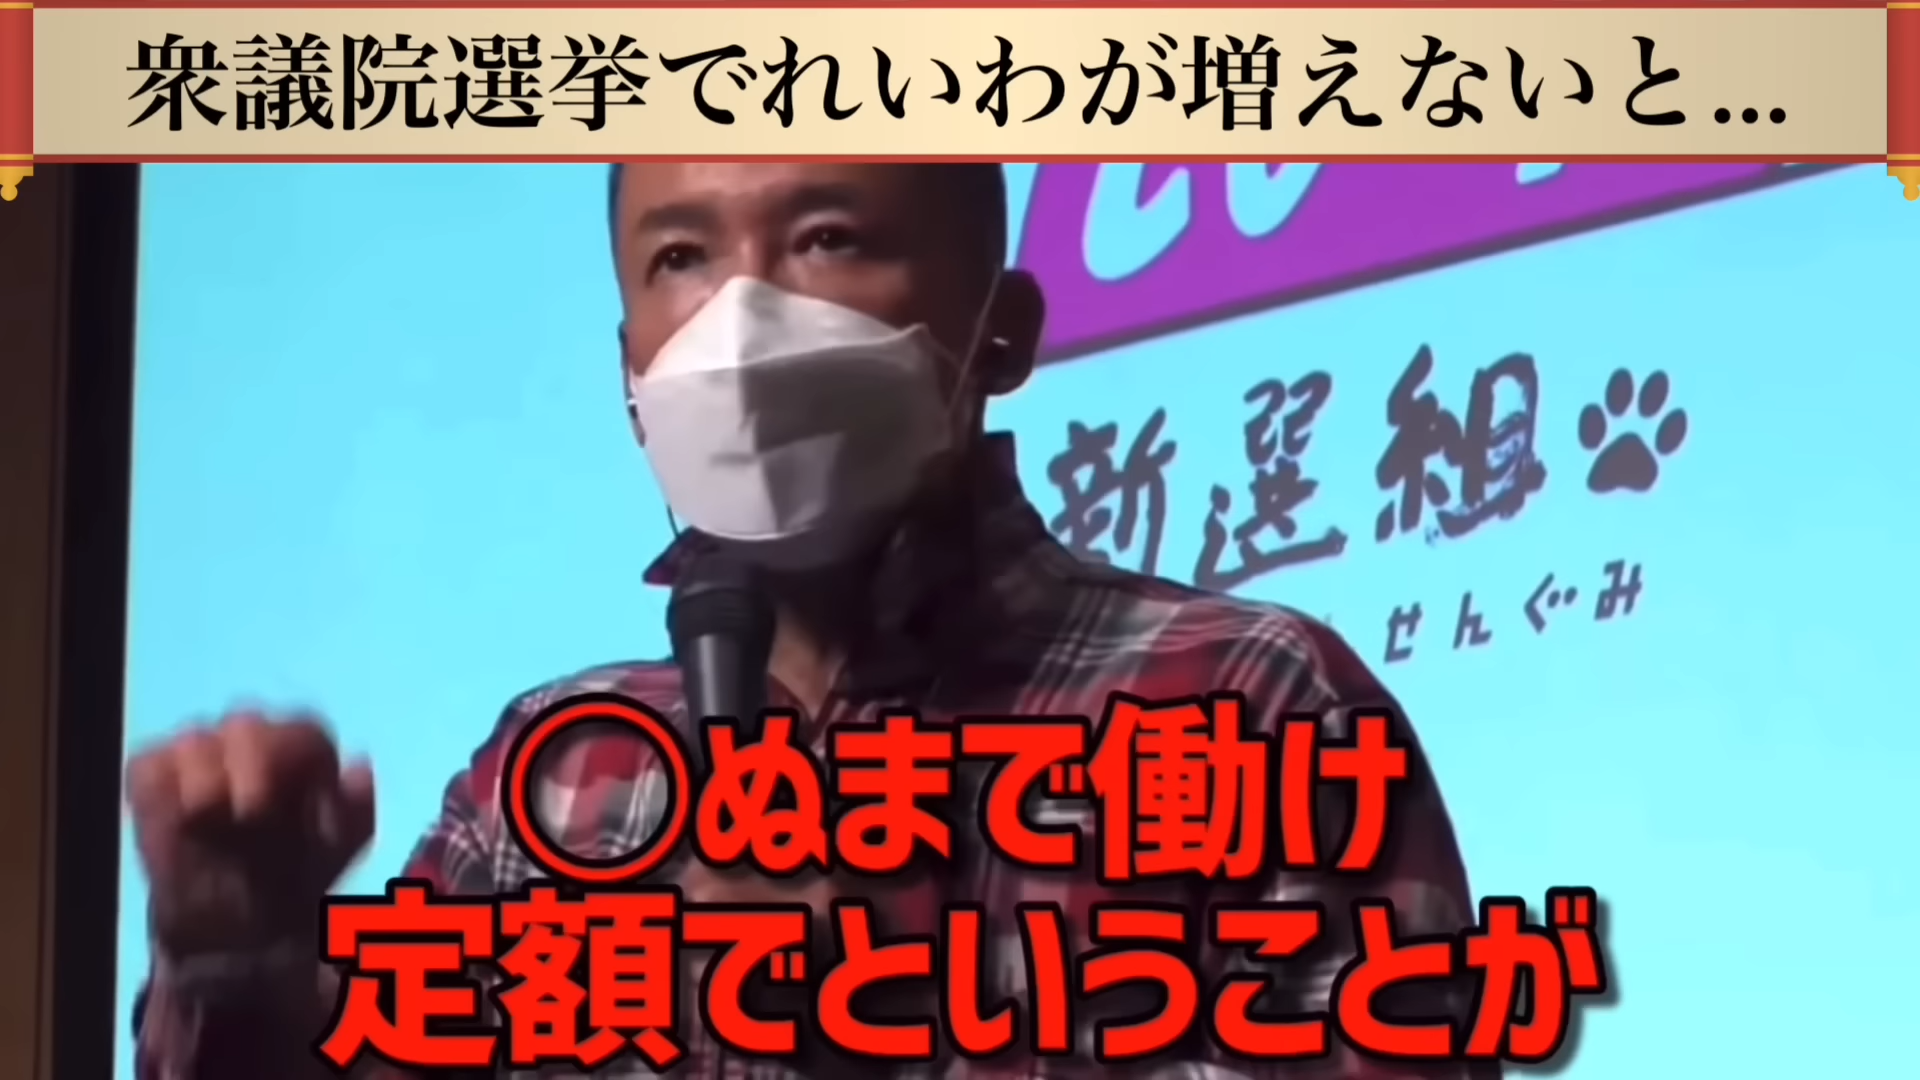 衆議院選挙でれいわが増えないと...
新選組
せんぐみ
〇ぬまで働け
定額でということが